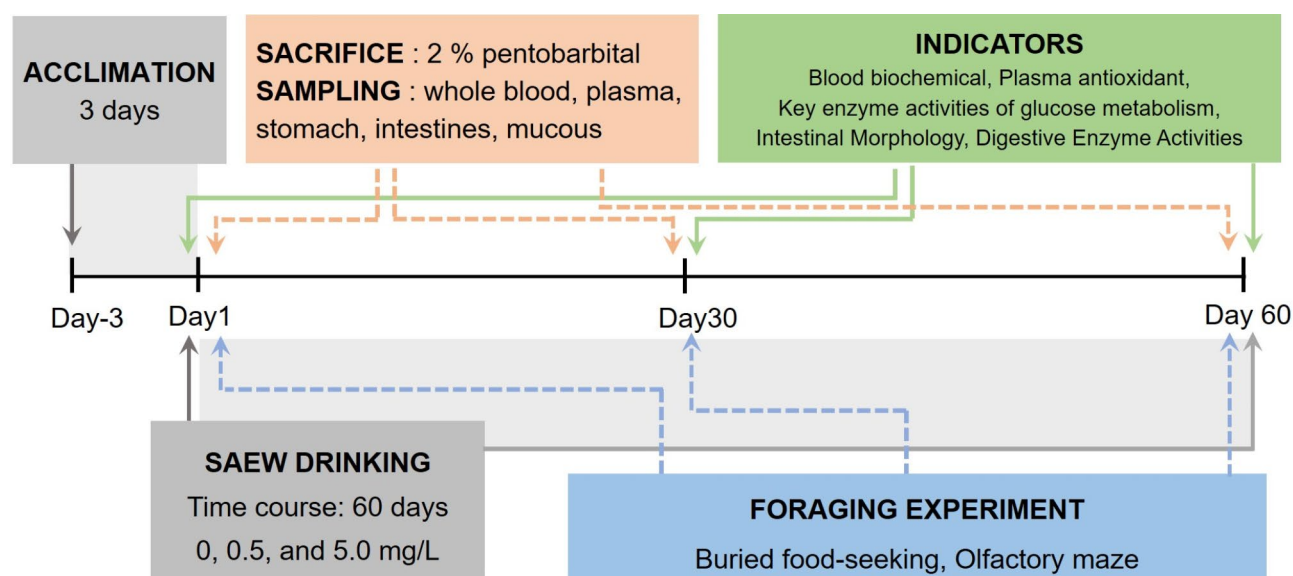 ACCLIMATION
3 days
SACRIFICE : 2 % pentobarbital
SAMPLING : whole blood, plasma,
stomach, intestines, mucous
INDICATORS
Blood biochemical, Plasma antioxidant,
Key enzyme activities of glucose metabolism,
Intestinal Morphology, Digestive Enzyme Activities
Day-3
Day1
Day30
Day 60
SAEW DRINKING
Time course: 60 days
0, 0.5, and 5.0 mg/L
FORAGING EXPERIMENT
Buried food-seeking, Olfactory maze